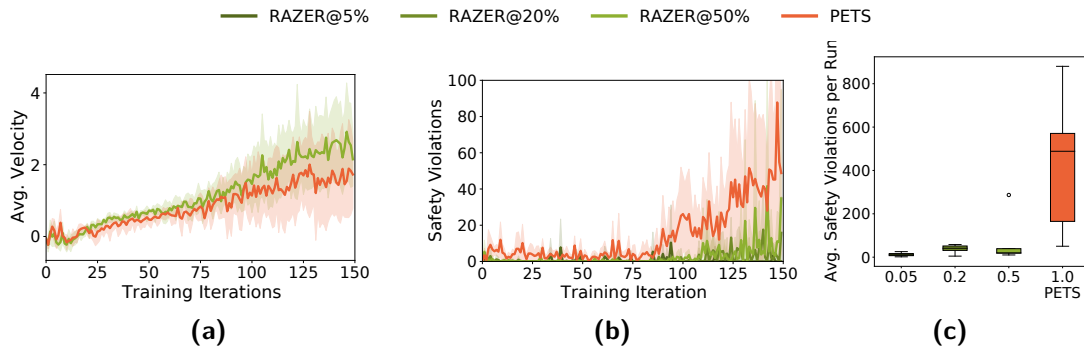 RAZER@5% RAZER@20% RAZER@50% PETS
Avg. Velocity
4
2
0
0 25 50 75 100 125 150
Training Iterations
(a)
Safety Violations
100
80
60
40
20
0
0 25 50 75 100 125 150
Training Iteration
(b)
Avg. Safety Violations per Run
800
600
400
200
0
0.05 0.2 0.5 1.0
PETS
(c)